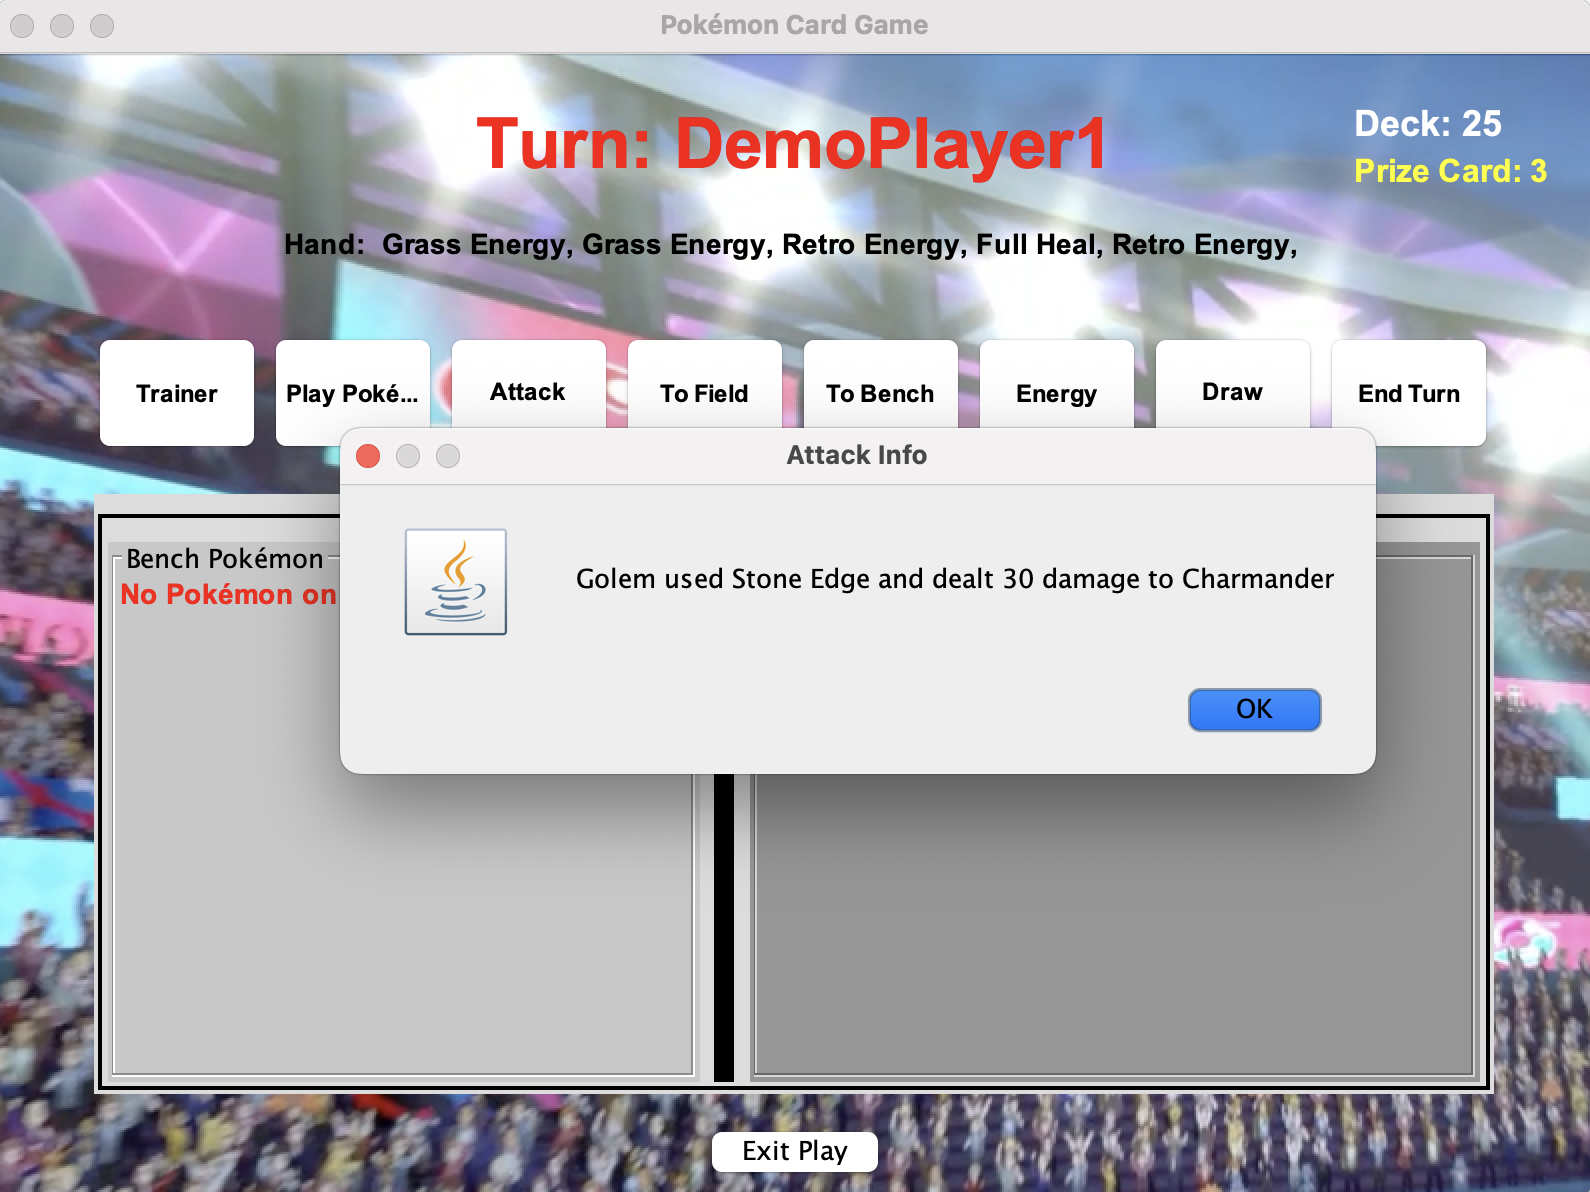 Pokémon Card Game
Turn: DemoPlayer1
Deck: 25
Prize Card: 3
Hand: Grass Energy, Grass Energy, Retro Energy, Full Heal, Retro Energy,
Trainer
Play Poké...
Attack
To Field
To Bench
Energy
Draw
End Turn
Attack Info
Bench Pokémon
No Pokémon on
Golem used Stone Edge and dealt 30 damage to Charmander
OK
Exit Play